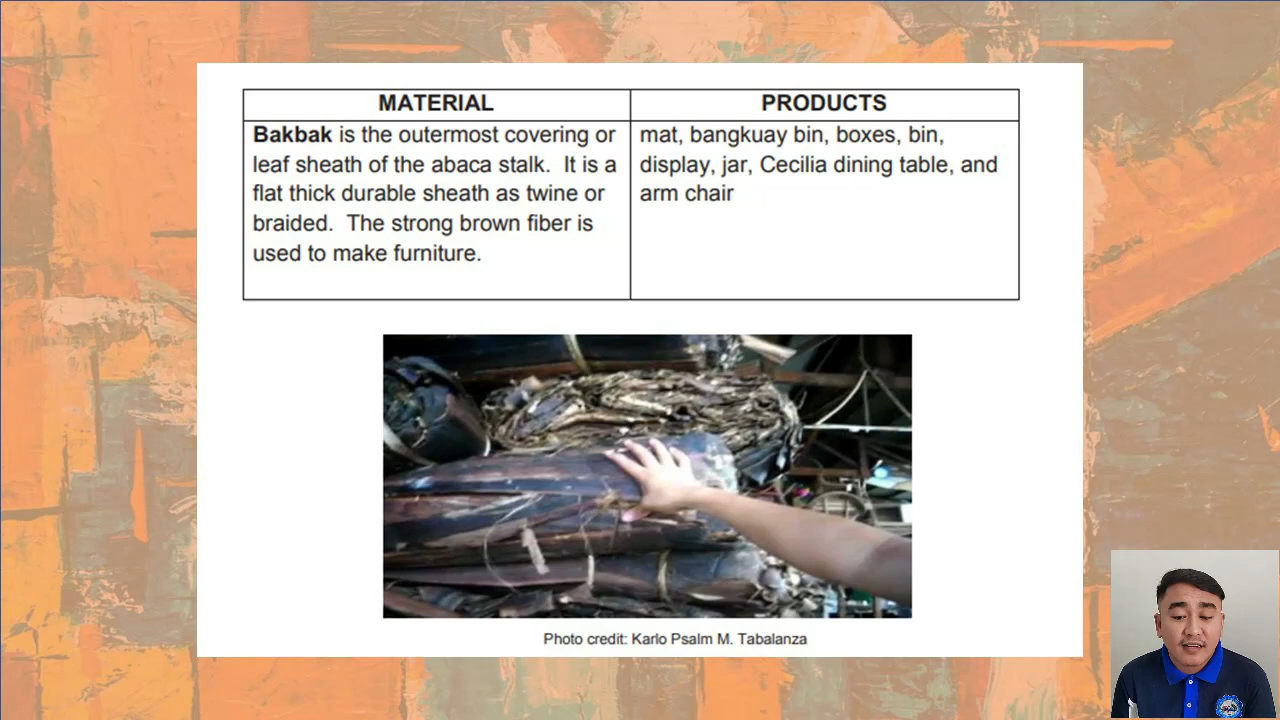 MATERIAL
PRODUCTS
Bakbak is the outermost covering or
leaf sheath of the abaca stalk. It is a
flat thick durable sheath as twine or
braided. The strong brown fiber is
used to make furniture.
mat, bangkuay bin, boxes, bin,
display, jar, Cecilia dining table, and
arm chair
Photo credit: Karlo Psalm M. Tabalanza